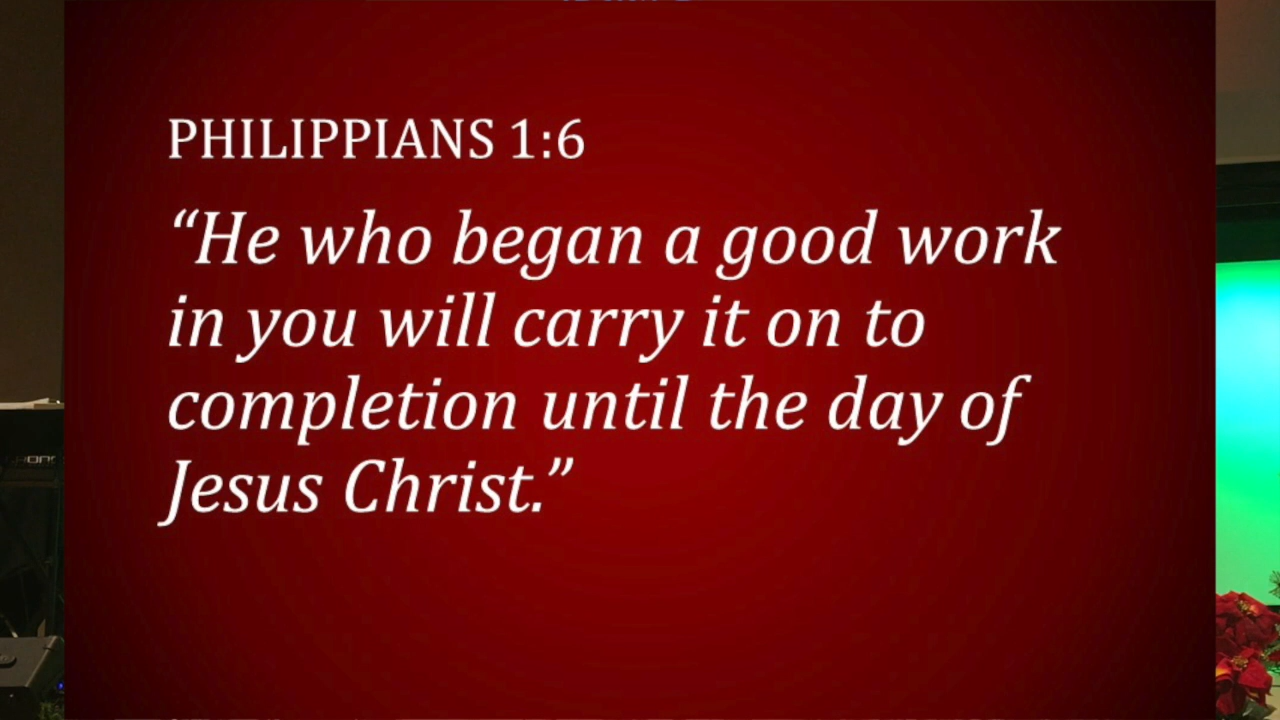 PHILIPPIANS 1:6
“He who began a good work
in you will carry it on to
completion until the day of
Jesus Christ.”